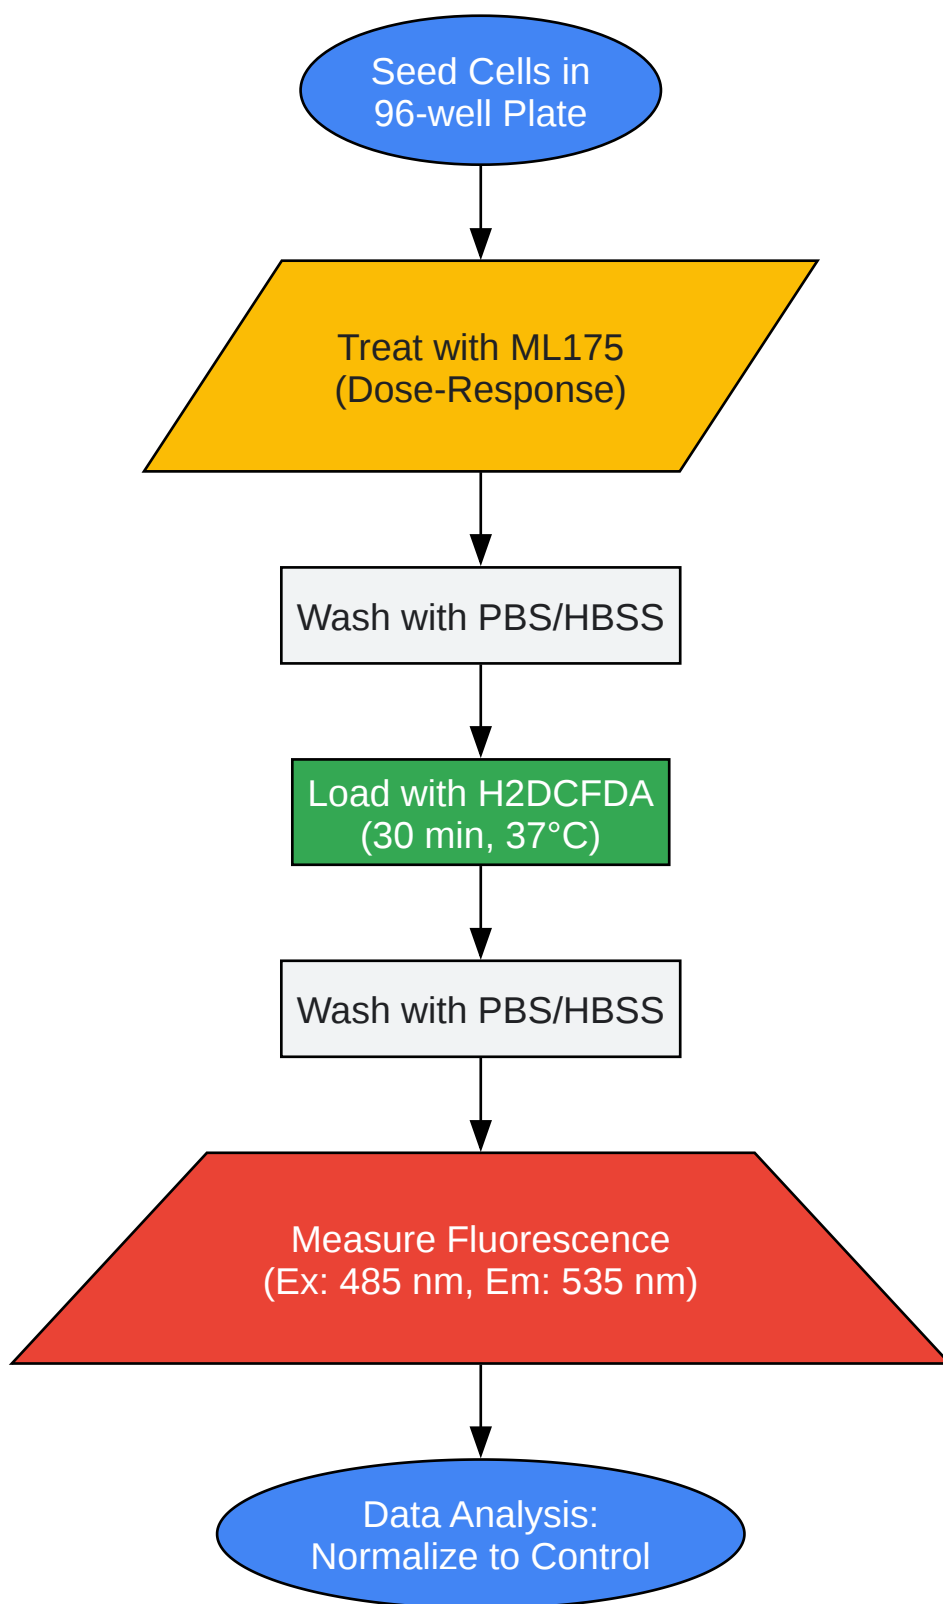 Seed Cells in
96-well Plate
Treat with ML175
(Dose-Response)
Wash with PBS/HBSS
Load with H2DCFDA
(30 min, 37°C)
Wash with PBS/HBSS
Measure Fluorescence
(Ex: 485 nm, Em: 535 nm)
Data Analysis:
Normalize to Control